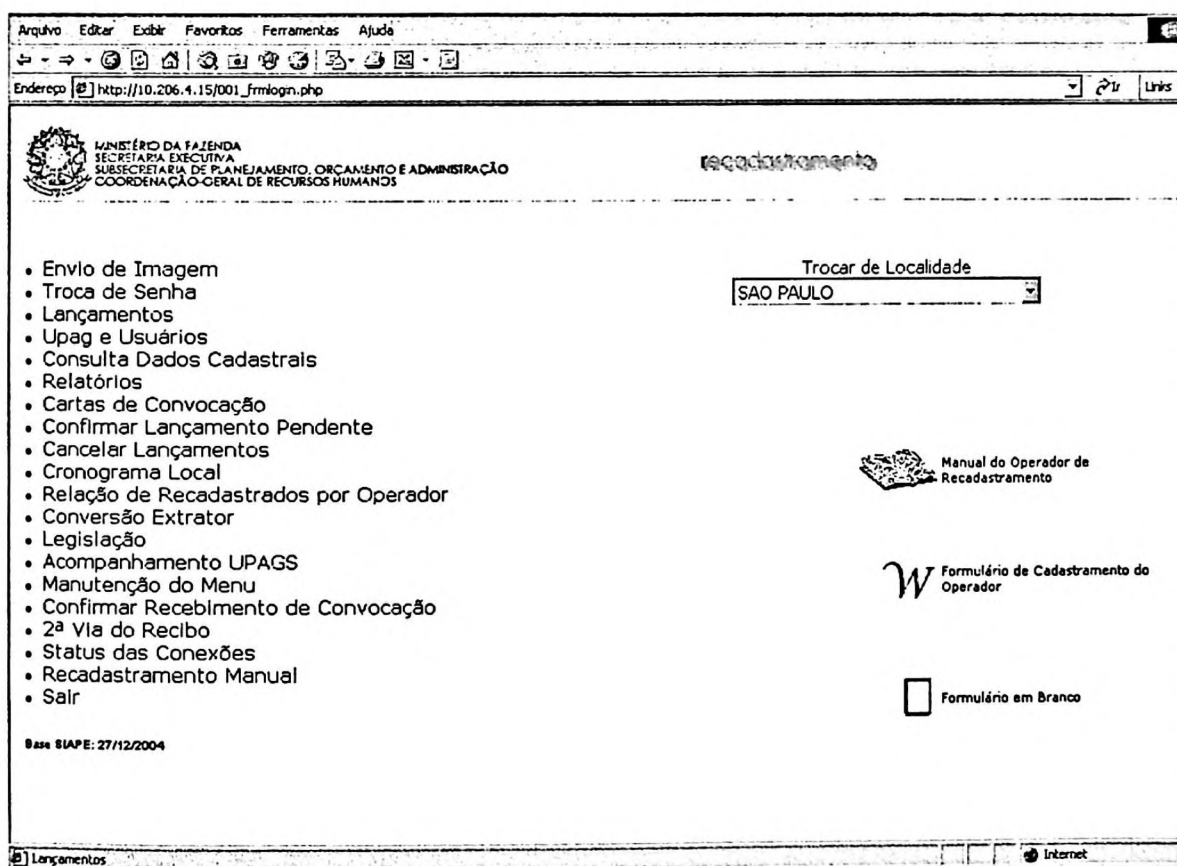 Arquivo Editar Exibir Favoritos Ferramentas Ajuda
Endereço http://10.206.4.15/001_frmlogin.php Ir Links
MINISTÉRIO DA FAZENDA
SECRETARIA EXECUTIVA
SUBSECRETARIA DE PLANEJAMENTO, ORÇAMENTO E ADMINISTRAÇÃO
COORDENAÇÃO-GERAL DE RECURSOS HUMANOS
recadastramento
• Envio de Imagem
• Troca de Senha
• Lançamentos
• Upag e Usuários
• Consulta Dados Cadastrais
• Relatórios
• Cartas de Convocação
• Confirmar Lançamento Pendente
• Cancelar Lançamentos
• Cronograma Local
• Relação de Recadastrados por Operador
• Conversão Extrator
• Legislação
• Acompanhamento UPAGS
• Manutenção do Menu
• Confirmar Recebimento de Convocação
• 2ª Via do Recibo
• Status das Conexões
• Recadastramento Manual
• Sair
Base SIAPE: 27/12/2004
Trocar de Localidade
SAO PAULO
Manual do Operador de
Recadastramento
W Formulário de Cadastramento do
Operador
Formulário em Branco
Lançamentos Internet